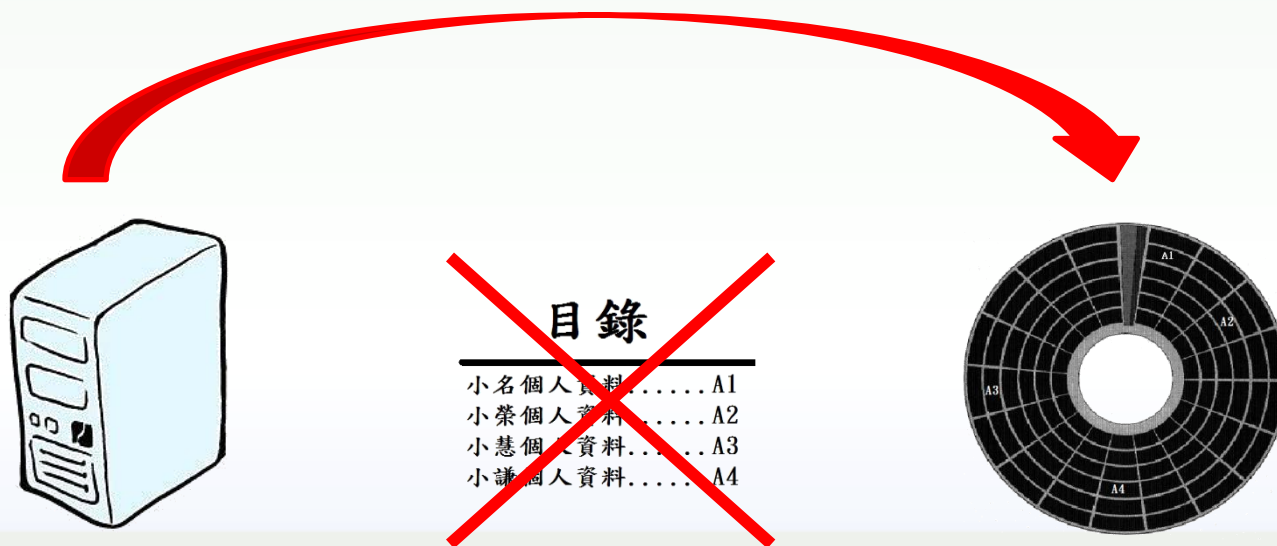 目錄
小名個人資料......A1
小榮個人資料......A2
小慧個人資料......A3
小謙個人資料......A4
A1
A2
A3
A4